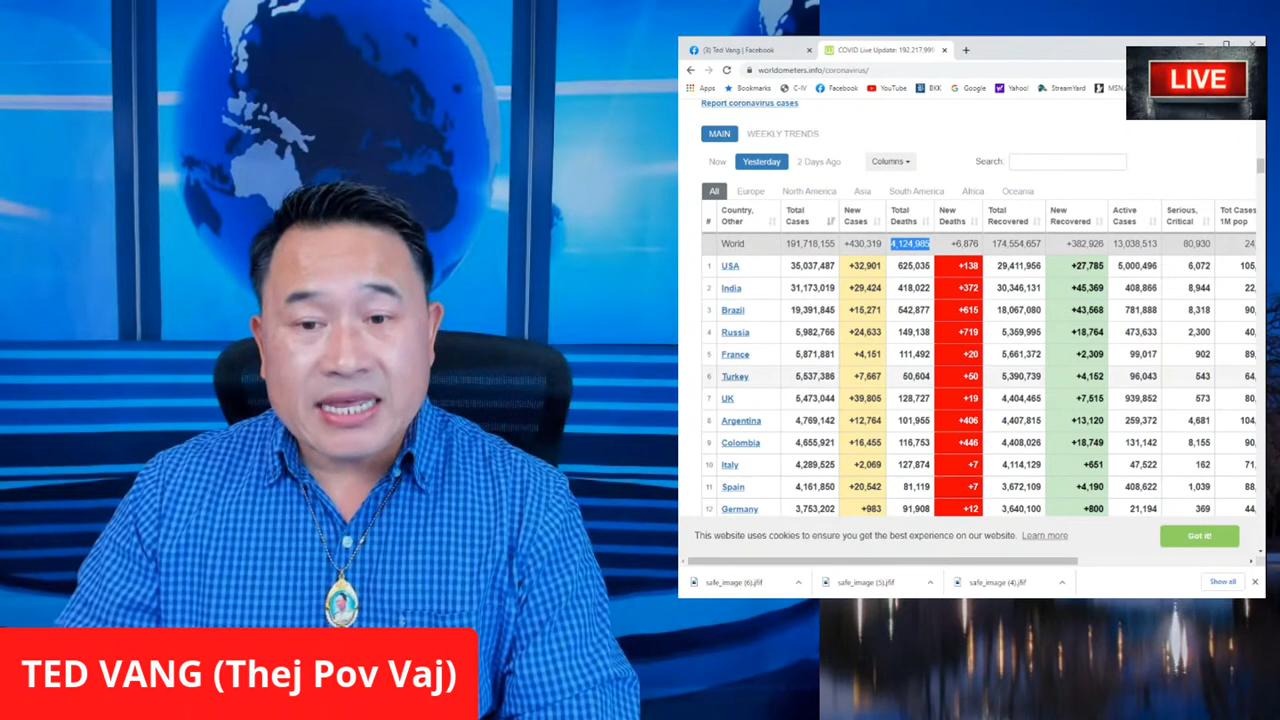 (3) Ted Vang | Facebook
COVID Live Update: 192,217,99
worldometers.info/coronavirus/
LIVE
Apps Bookmarks C-IV Facebook YouTube BKK Google Yahoo! StreamYard MSN
Report coronavirus cases
MAIN WEEKLY TRENDS
Now Yesterday 2 Days Ago Columns Search:
All Europe North America Asia South America Africa Oceania
# Country, Other Total Cases New Cases Total Deaths New Deaths Total Recovered New Recovered Active Cases Serious, Critical Tot Cases/ 1M pop
World 191,718,155 +430,319 4,124,985 +6,876 174,554,657 +382,926 13,038,513 80,930 24,
1 USA 35,037,487 +32,901 625,035 +138 29,411,956 +27,785 5,000,496 6,072 105,
2 India 31,173,019 +29,424 418,022 +372 30,346,131 +45,369 408,866 8,944 22,
3 Brazil 19,391,845 +15,271 542,877 +615 18,067,080 +43,568 781,888 8,318 90,
4 Russia 5,982,766 +24,633 149,138 +719 5,359,995 +18,764 473,633 2,300 40,
5 France 5,871,881 +4,151 111,492 +20 5,661,372 +2,309 99,017 902 89,
6 Turkey 5,537,386 +7,667 50,604 +50 5,390,739 +4,152 96,043 543 64,
7 UK 5,473,044 +39,805 128,727 +19 4,404,465 +7,515 939,852 573 80,
8 Argentina 4,769,142 +12,764 101,955 +406 4,407,815 +13,120 259,372 4,681 104,
9 Colombia 4,655,921 +16,455 116,753 +446 4,408,026 +18,749 131,142 8,155 90,
10 Italy 4,289,525 +2,069 127,874 +7 4,114,129 +651 47,522 162 71,
11 Spain 4,161,850 +20,542 81,119 +7 3,672,109 +4,190 408,622 1,039 88,
12 Germany 3,753,202 +983 91,908 +12 3,640,100 +800 21,194 369 44,
This website uses cookies to ensure you get the best experience on our website. Learn more Got it!
safe_image (6).jfif safe_image (5).jfif safe_image (4).jfif Show all
TED VANG (Thej Pov Vaj)